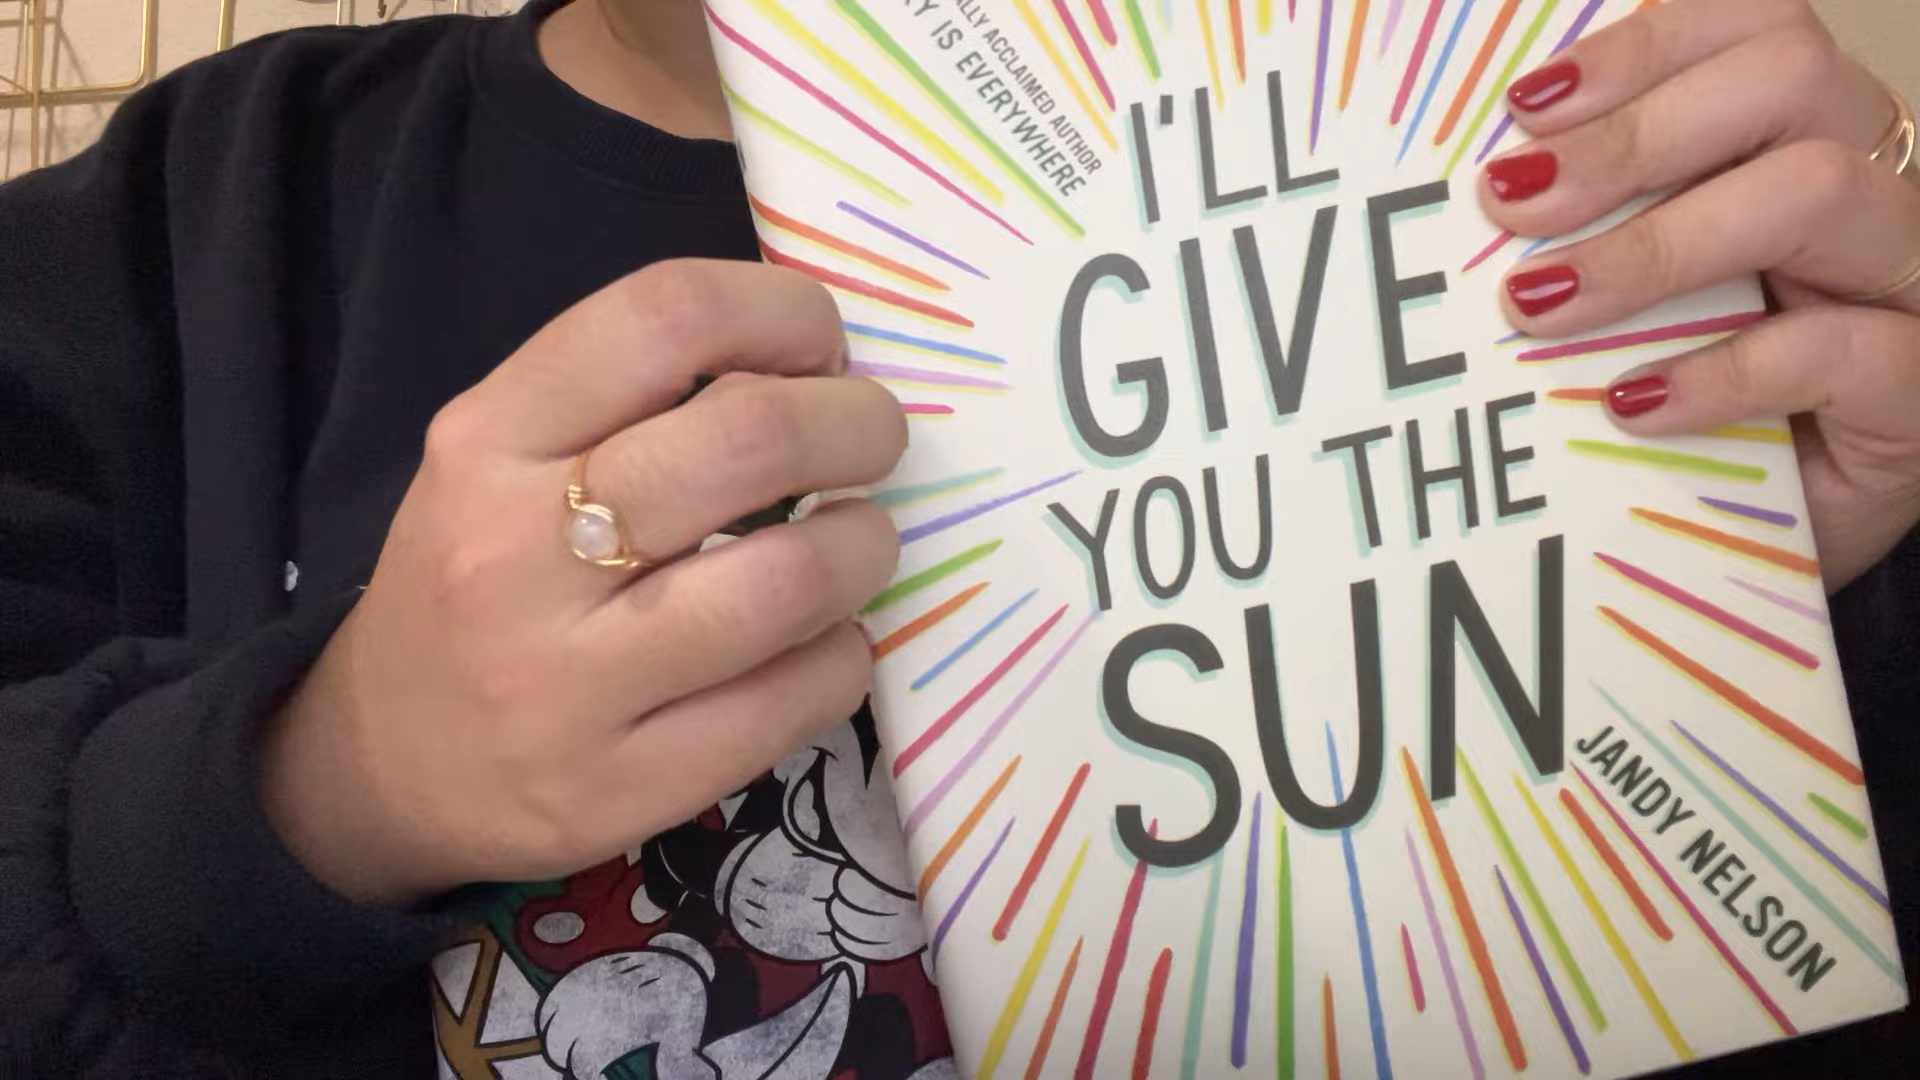 ALLY ACCLAIMED AUTHOR
IS EVERYWHERE
I'LL
GIVE
YOU THE
SUN
JANDY NELSON